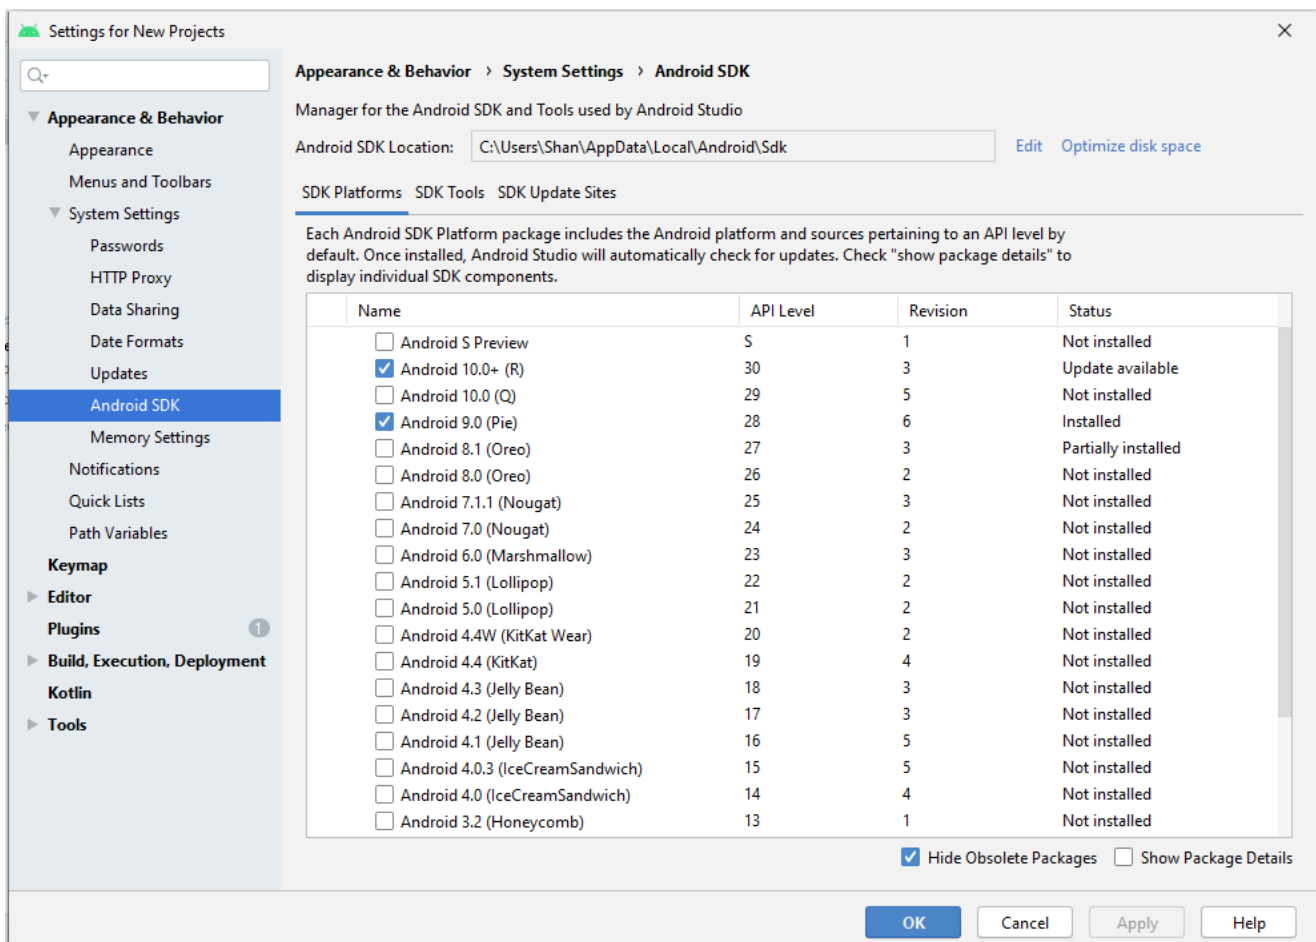 Settings for New Projects
Appearance & Behavior
Appearance
Menus and Toolbars
System Settings
Passwords
HTTP Proxy
Data Sharing
Date Formats
Updates
Android SDK
Memory Settings
Notifications
Quick Lists
Path Variables
Keymap
Editor
Plugins 1
Build, Execution, Deployment
Kotlin
Tools
Appearance & Behavior › System Settings › Android SDK
Manager for the Android SDK and Tools used by Android Studio
Android SDK Location: C:\Users\Shan\AppData\Local\Android\Sdk Edit Optimize disk space
SDK Platforms SDK Tools SDK Update Sites
Each Android SDK Platform package includes the Android platform and sources pertaining to an API level by
default. Once installed, Android Studio will automatically check for updates. Check "show package details" to
display individual SDK components.
Name API Level Revision Status
Android S Preview S 1 Not installed
Android 10.0+ (R) 30 3 Update available
Android 10.0 (Q) 29 5 Not installed
Android 9.0 (Pie) 28 6 Installed
Android 8.1 (Oreo) 27 3 Partially installed
Android 8.0 (Oreo) 26 2 Not installed
Android 7.1.1 (Nougat) 25 3 Not installed
Android 7.0 (Nougat) 24 2 Not installed
Android 6.0 (Marshmallow) 23 3 Not installed
Android 5.1 (Lollipop) 22 2 Not installed
Android 5.0 (Lollipop) 21 2 Not installed
Android 4.4W (KitKat Wear) 20 2 Not installed
Android 4.4 (KitKat) 19 4 Not installed
Android 4.3 (Jelly Bean) 18 3 Not installed
Android 4.2 (Jelly Bean) 17 3 Not installed
Android 4.1 (Jelly Bean) 16 5 Not installed
Android 4.0.3 (IceCreamSandwich) 15 5 Not installed
Android 4.0 (IceCreamSandwich) 14 4 Not installed
Android 3.2 (Honeycomb) 13 1 Not installed
Hide Obsolete Packages Show Package Details
OK Cancel Apply Help